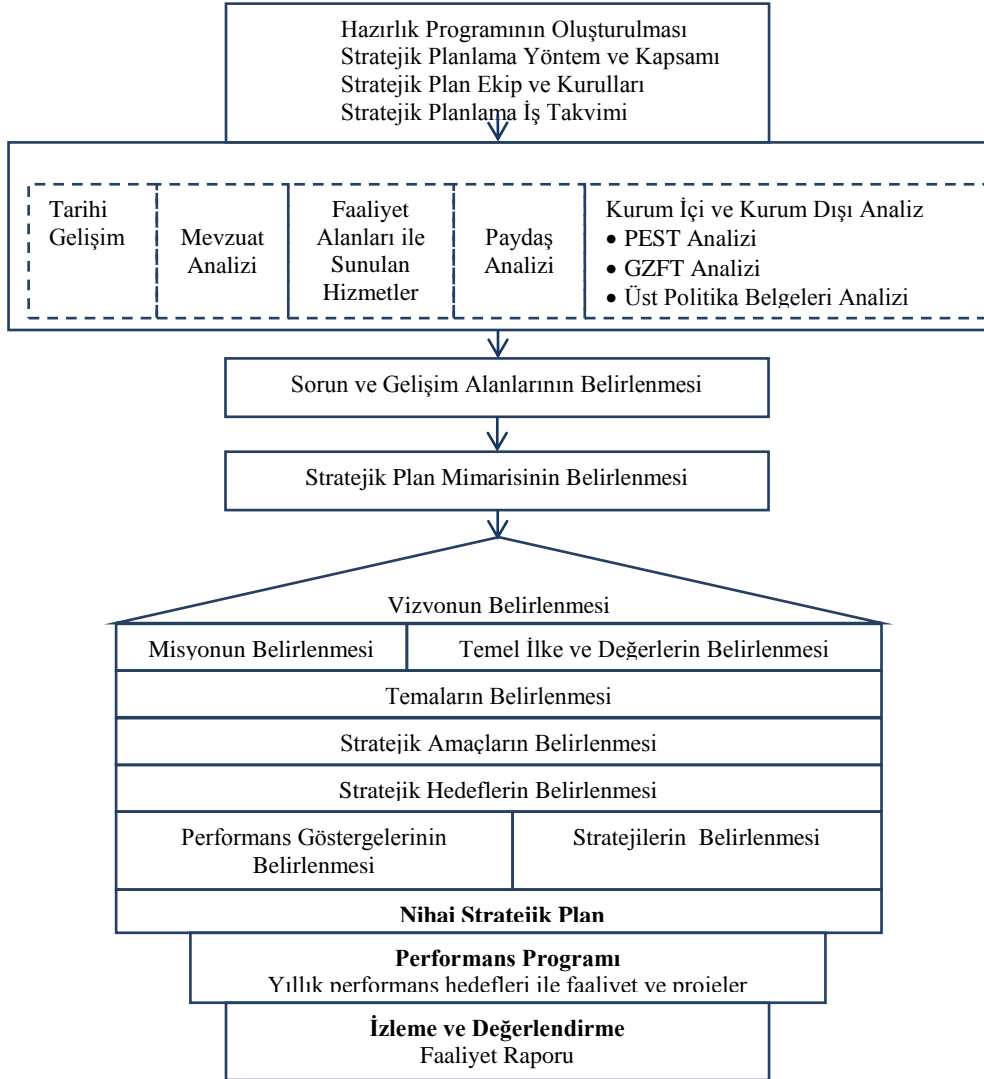 Hazırlık Programının Oluşturulması
Stratejik Planlama Yöntem ve Kapsamı
Stratejik Plan Ekip ve Kurulları
Stratejik Planlama İş Takvimi
Tarihi
Gelişim
Mevzuat
Analizi
Faaliyet
Alanları ile
Sunulan
Hizmetler
Paydaş
Analizi
Kurum İçi ve Kurum Dışı Analiz
• PEST Analizi
• GZFT Analizi
• Üst Politika Belgeleri Analizi
Sorun ve Gelişim Alanlarının Belirlenmesi
Stratejik Plan Mimarisinin Belirlenmesi
Vizyonun Belirlenmesi
Misyonun Belirlenmesi
Temel İlke ve Değerlerin Belirlenmesi
Temaların Belirlenmesi
Stratejik Amaçların Belirlenmesi
Stratejik Hedeflerin Belirlenmesi
Performans Göstergelerinin
Belirlenmesi
Stratejilerin Belirlenmesi
Nihai Stratejik Plan
Performans Programı
Yıllık performans hedefleri ile faaliyet ve projeler
İzleme ve Değerlendirme
Faaliyet Raporu